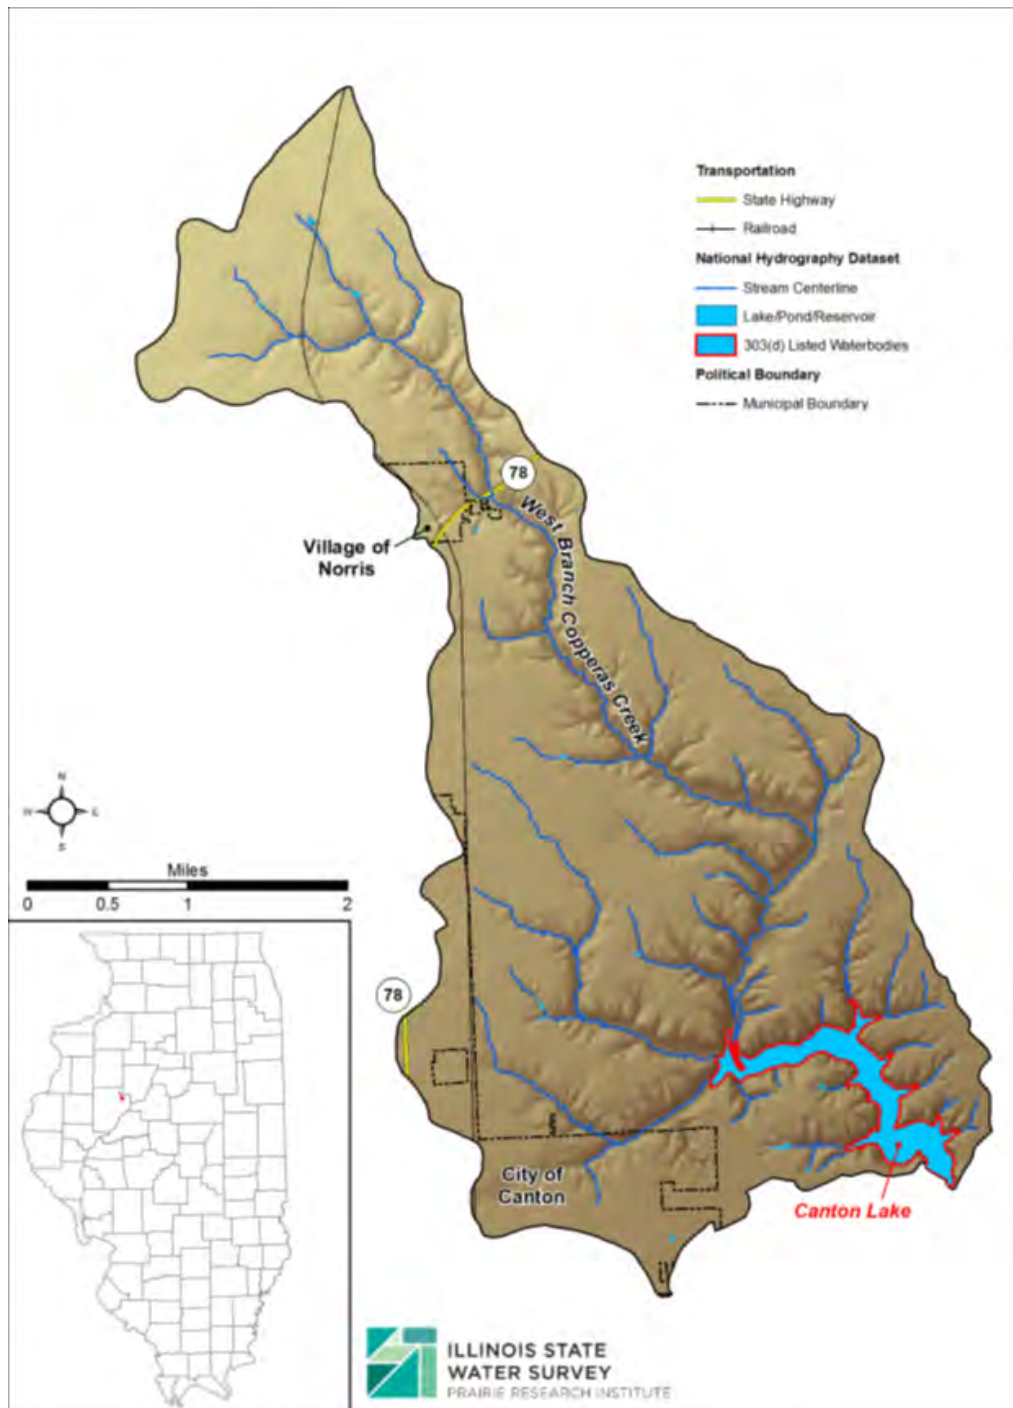 Transportation
State Highway
Railroad
National Hydrography Dataset
Stream Centerline
Lake/Pond/Reservoir
303(d) Listed Waterbodies
Political Boundary
Municipal Boundary
78
West Branch Copperas Creek
Village of
Norris
N
W
E
S
Miles
0 0.5 1 2
78
City of
Canton
Canton Lake
ILLINOIS STATE
WATER SURVEY
PRAIRIE RESEARCH INSTITUTE